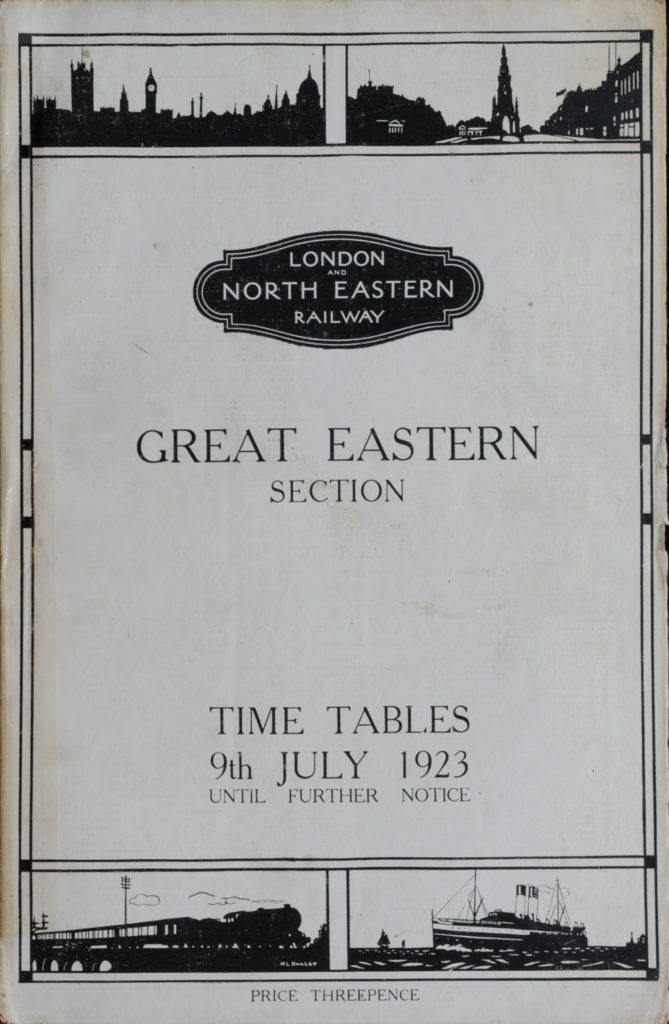 LONDON
AND
NORTH EASTERN
RAILWAY
GREAT EASTERN
SECTION
TIME TABLES
9th JULY 1923
UNTIL FURTHER NOTICE
PRICE THREEPENCE